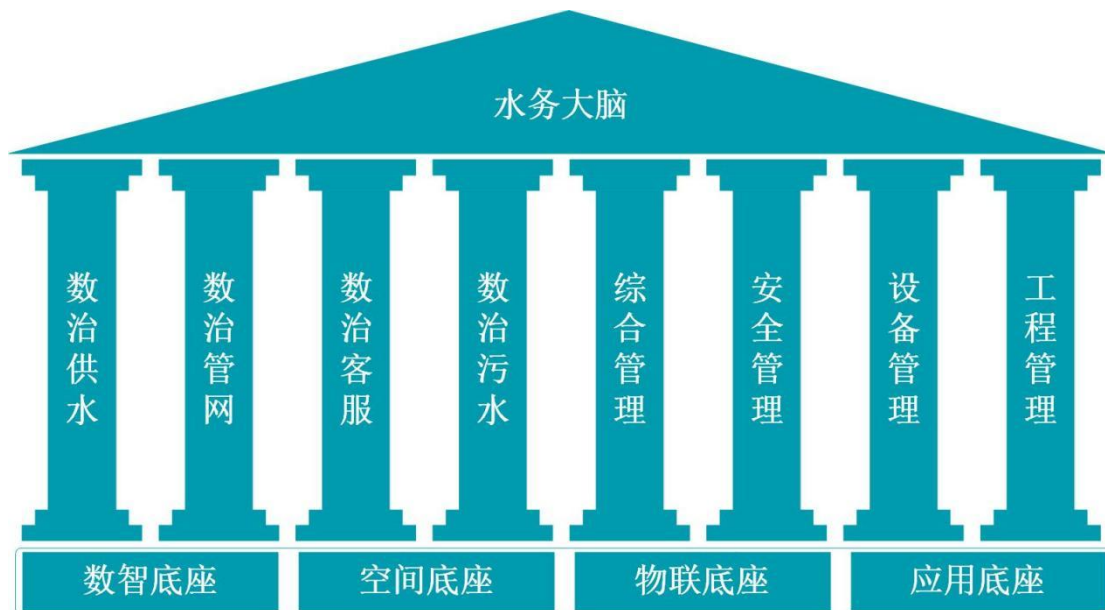 水务大脑
数治供水
数治管网
数治客服
数治污水
综合管理
安全管理
设备管理
工程管理
数智底座
空间底座
物联底座
应用底座